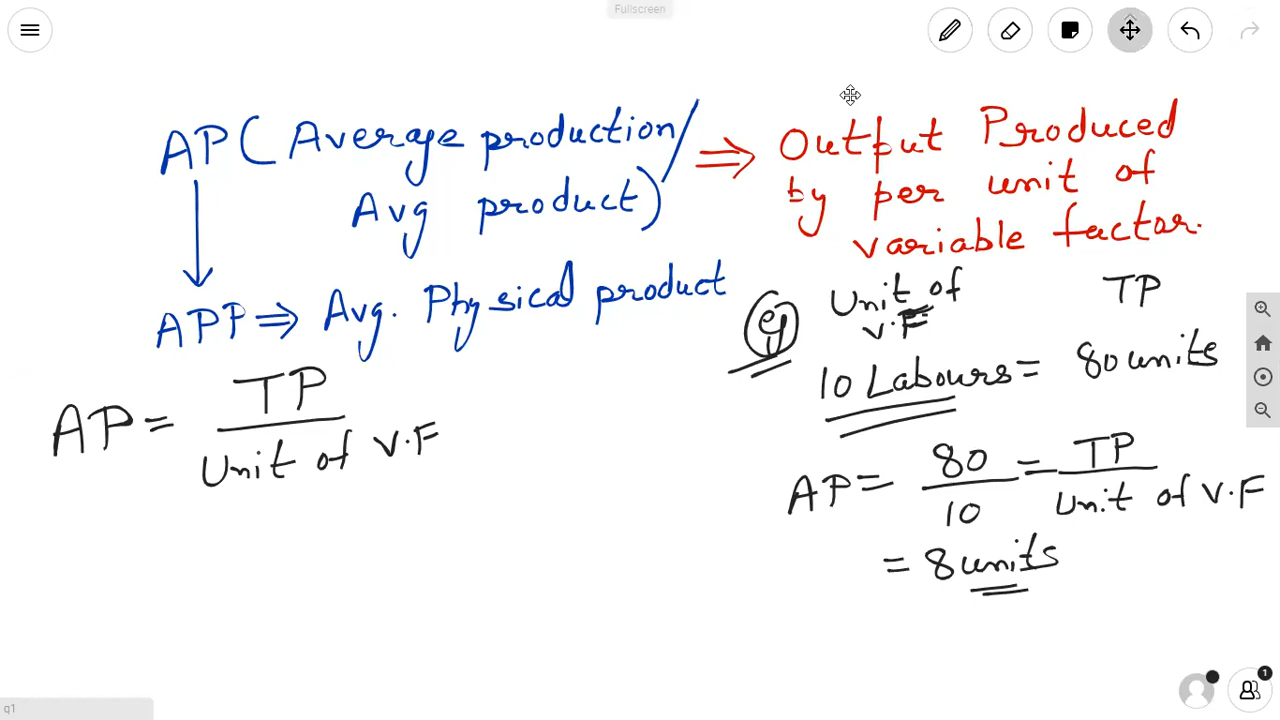 Fullscreen
AP (Average production/
Avg product)
⇒ Output Produced
by per unit of
variable factor.
APP ⇒ Avg. Physical product
AP = TP
Unit of V.F
eg
Unit of
V.F
TP
10 Labours = 80 units
AP = 80/10 = TP/Unit of V.F
= 8 units
q1
1